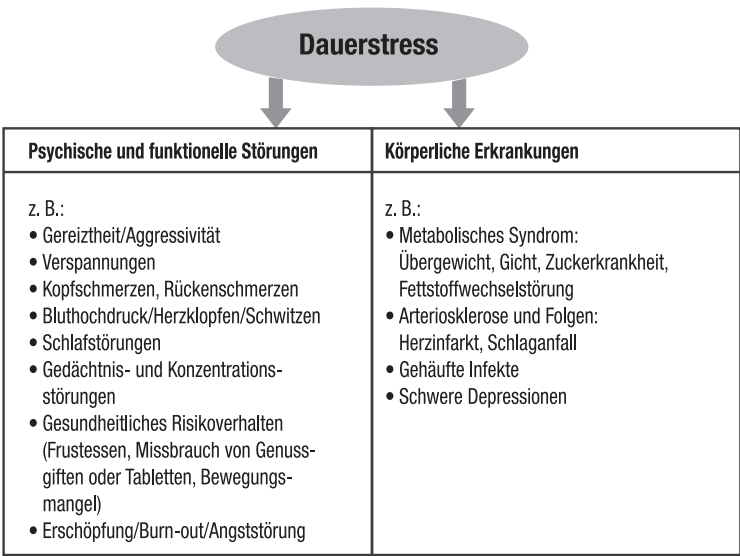 Dauerstress
Psychische und funktionelle Störungen
z. B.:
• Gereiztheit/Aggressivität
• Verspannungen
• Kopfschmerzen, Rückenschmerzen
• Bluthochdruck/Herzklopfen/Schwitzen
• Schlafstörungen
• Gedächtnis- und Konzentrations-
störungen
• Gesundheitliches Risikoverhalten
(Frustessen, Missbrauch von Genuss-
giften oder Tabletten, Bewegungs-
mangel)
• Erschöpfung/Burn-out/Angststörung
Körperliche Erkrankungen
z. B.:
• Metabolisches Syndrom:
Übergewicht, Gicht, Zuckerkrankheit,
Fettstoffwechselstörung
• Arteriosklerose und Folgen:
Herzinfarkt, Schlaganfall
• Gehäufte Infekte
• Schwere Depressionen